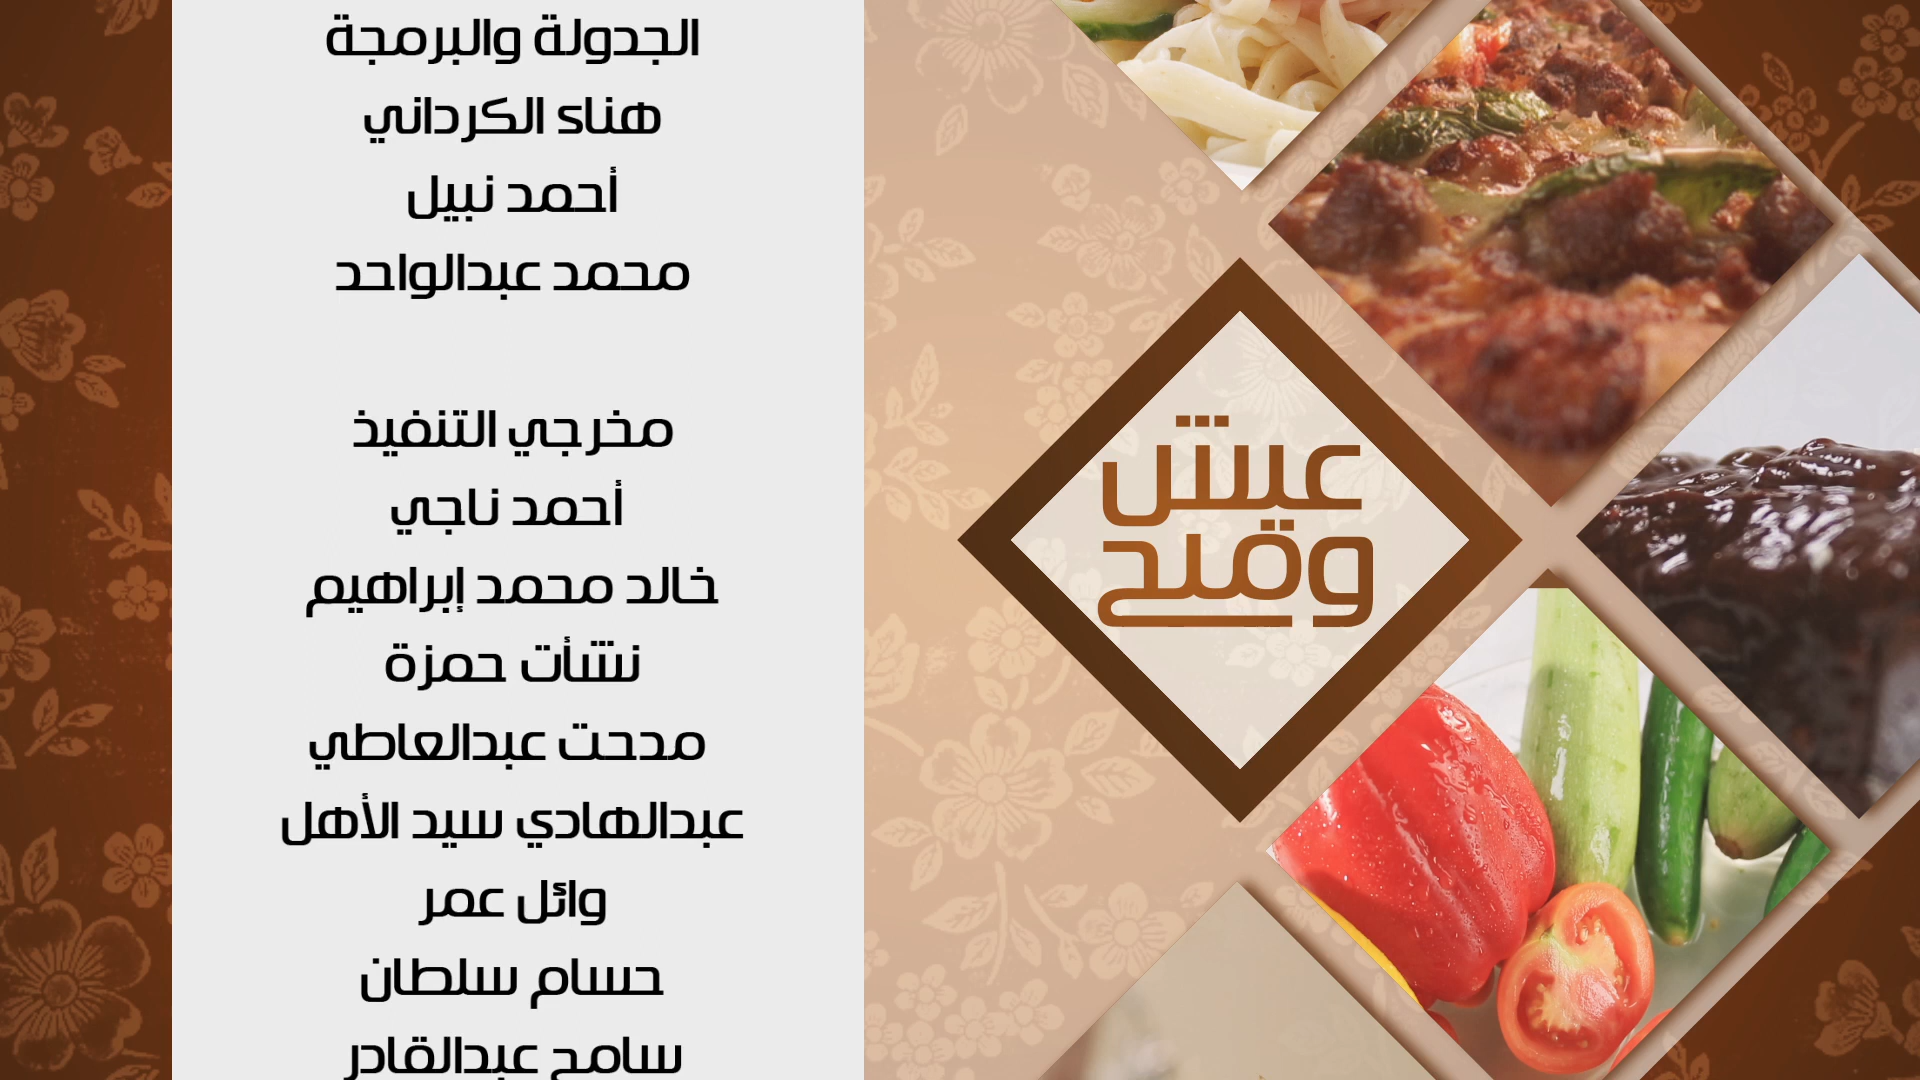 الجدولة والبرمجة
هناء الكرداني
أحمد نبيل
محمد عبدالواحد
مخرجي التنفيذ
أحمد ناجي
خالد محمد إبراهيم
نشأت حمزة
مدحت عبدالعاطي
عبدالهادي سيد الأهل
وائل عمر
حسام سلطان
سامح عبدالقادر
عيش
وملح